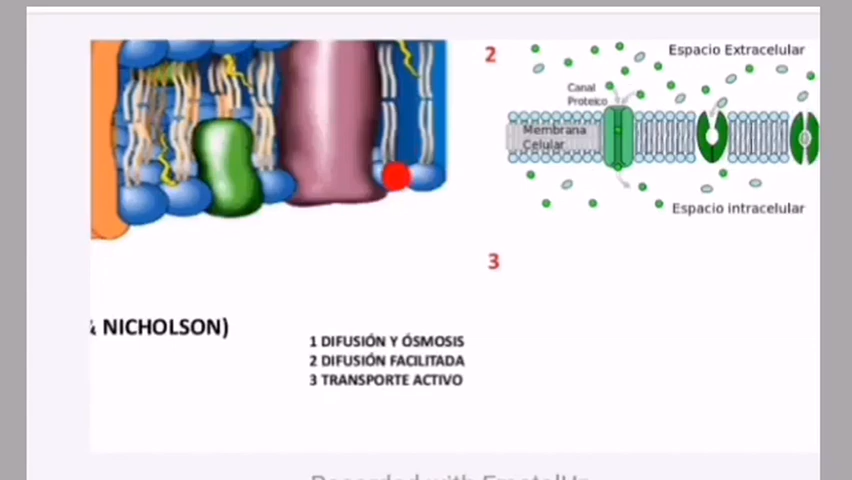 2
Espacio Extracelular
Canal
Proteico
Membrana
Celular
Espacio intracelular
3
& NICHOLSON)
1 DIFUSIÓN Y ÓSMOSIS
2 DIFUSIÓN FACILITADA
3 TRANSPORTE ACTIVO
Recorded with